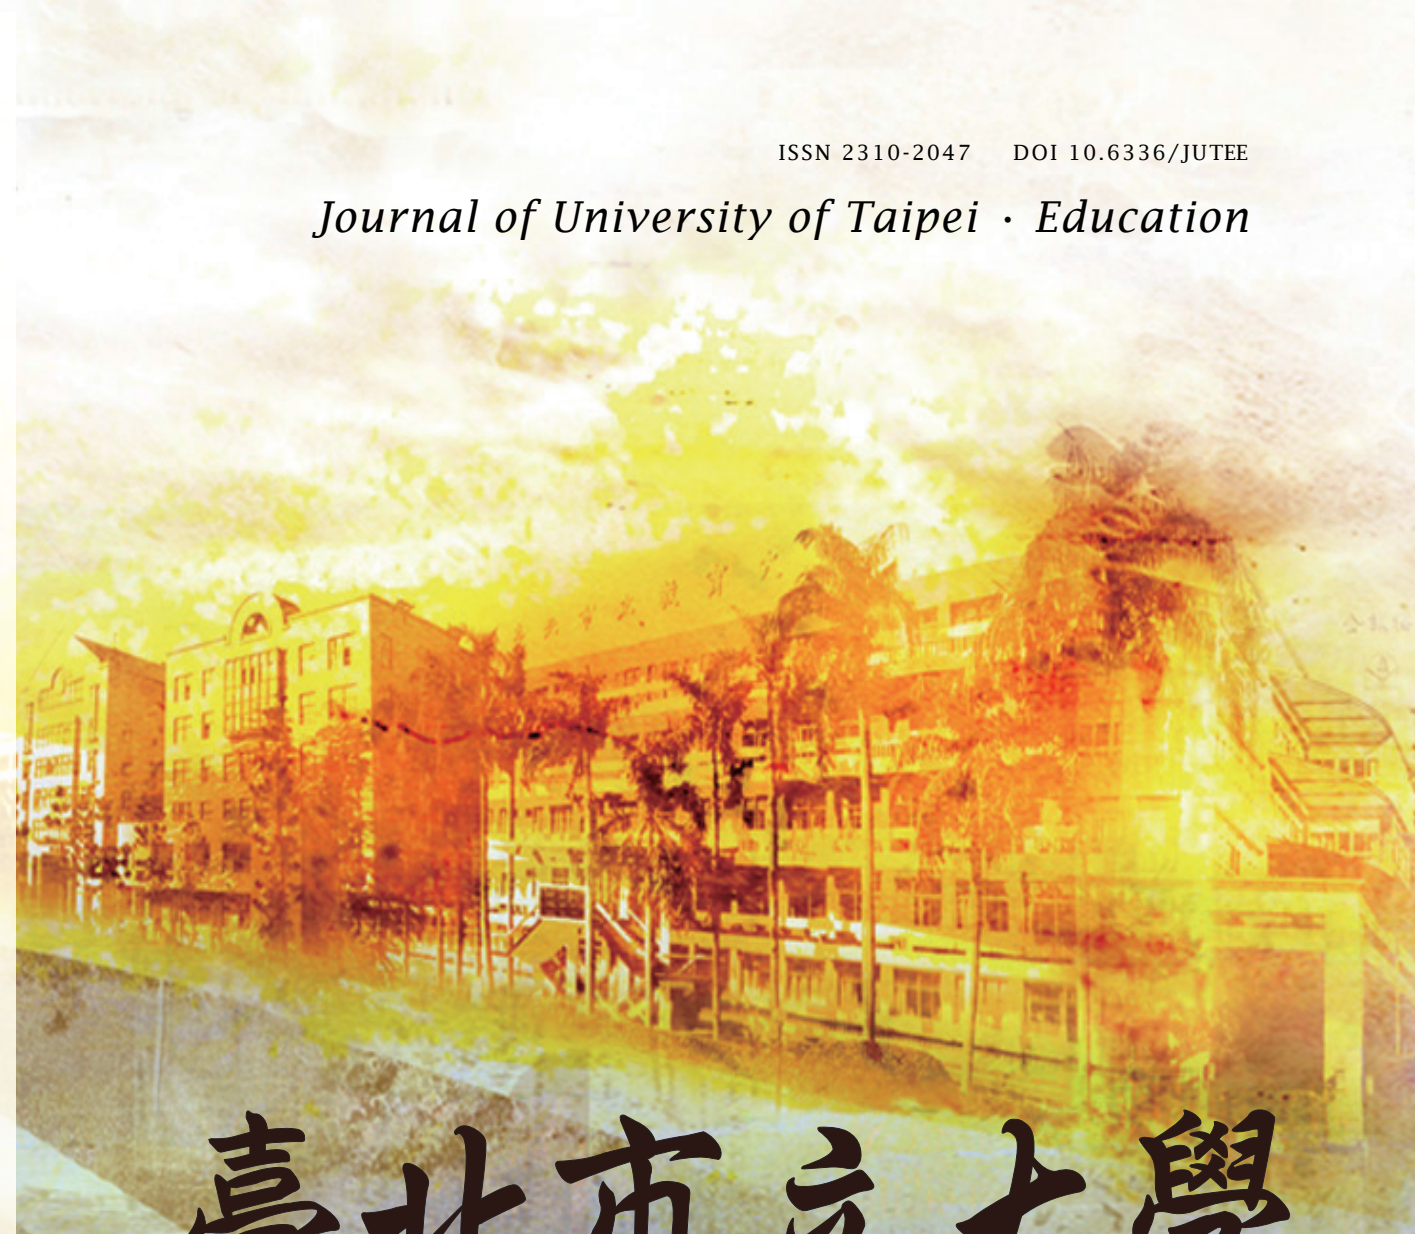 ISSN 2310-2047 DOI 10.6336/JUTEE
Journal of University of Taipei · Education
臺北市立大學